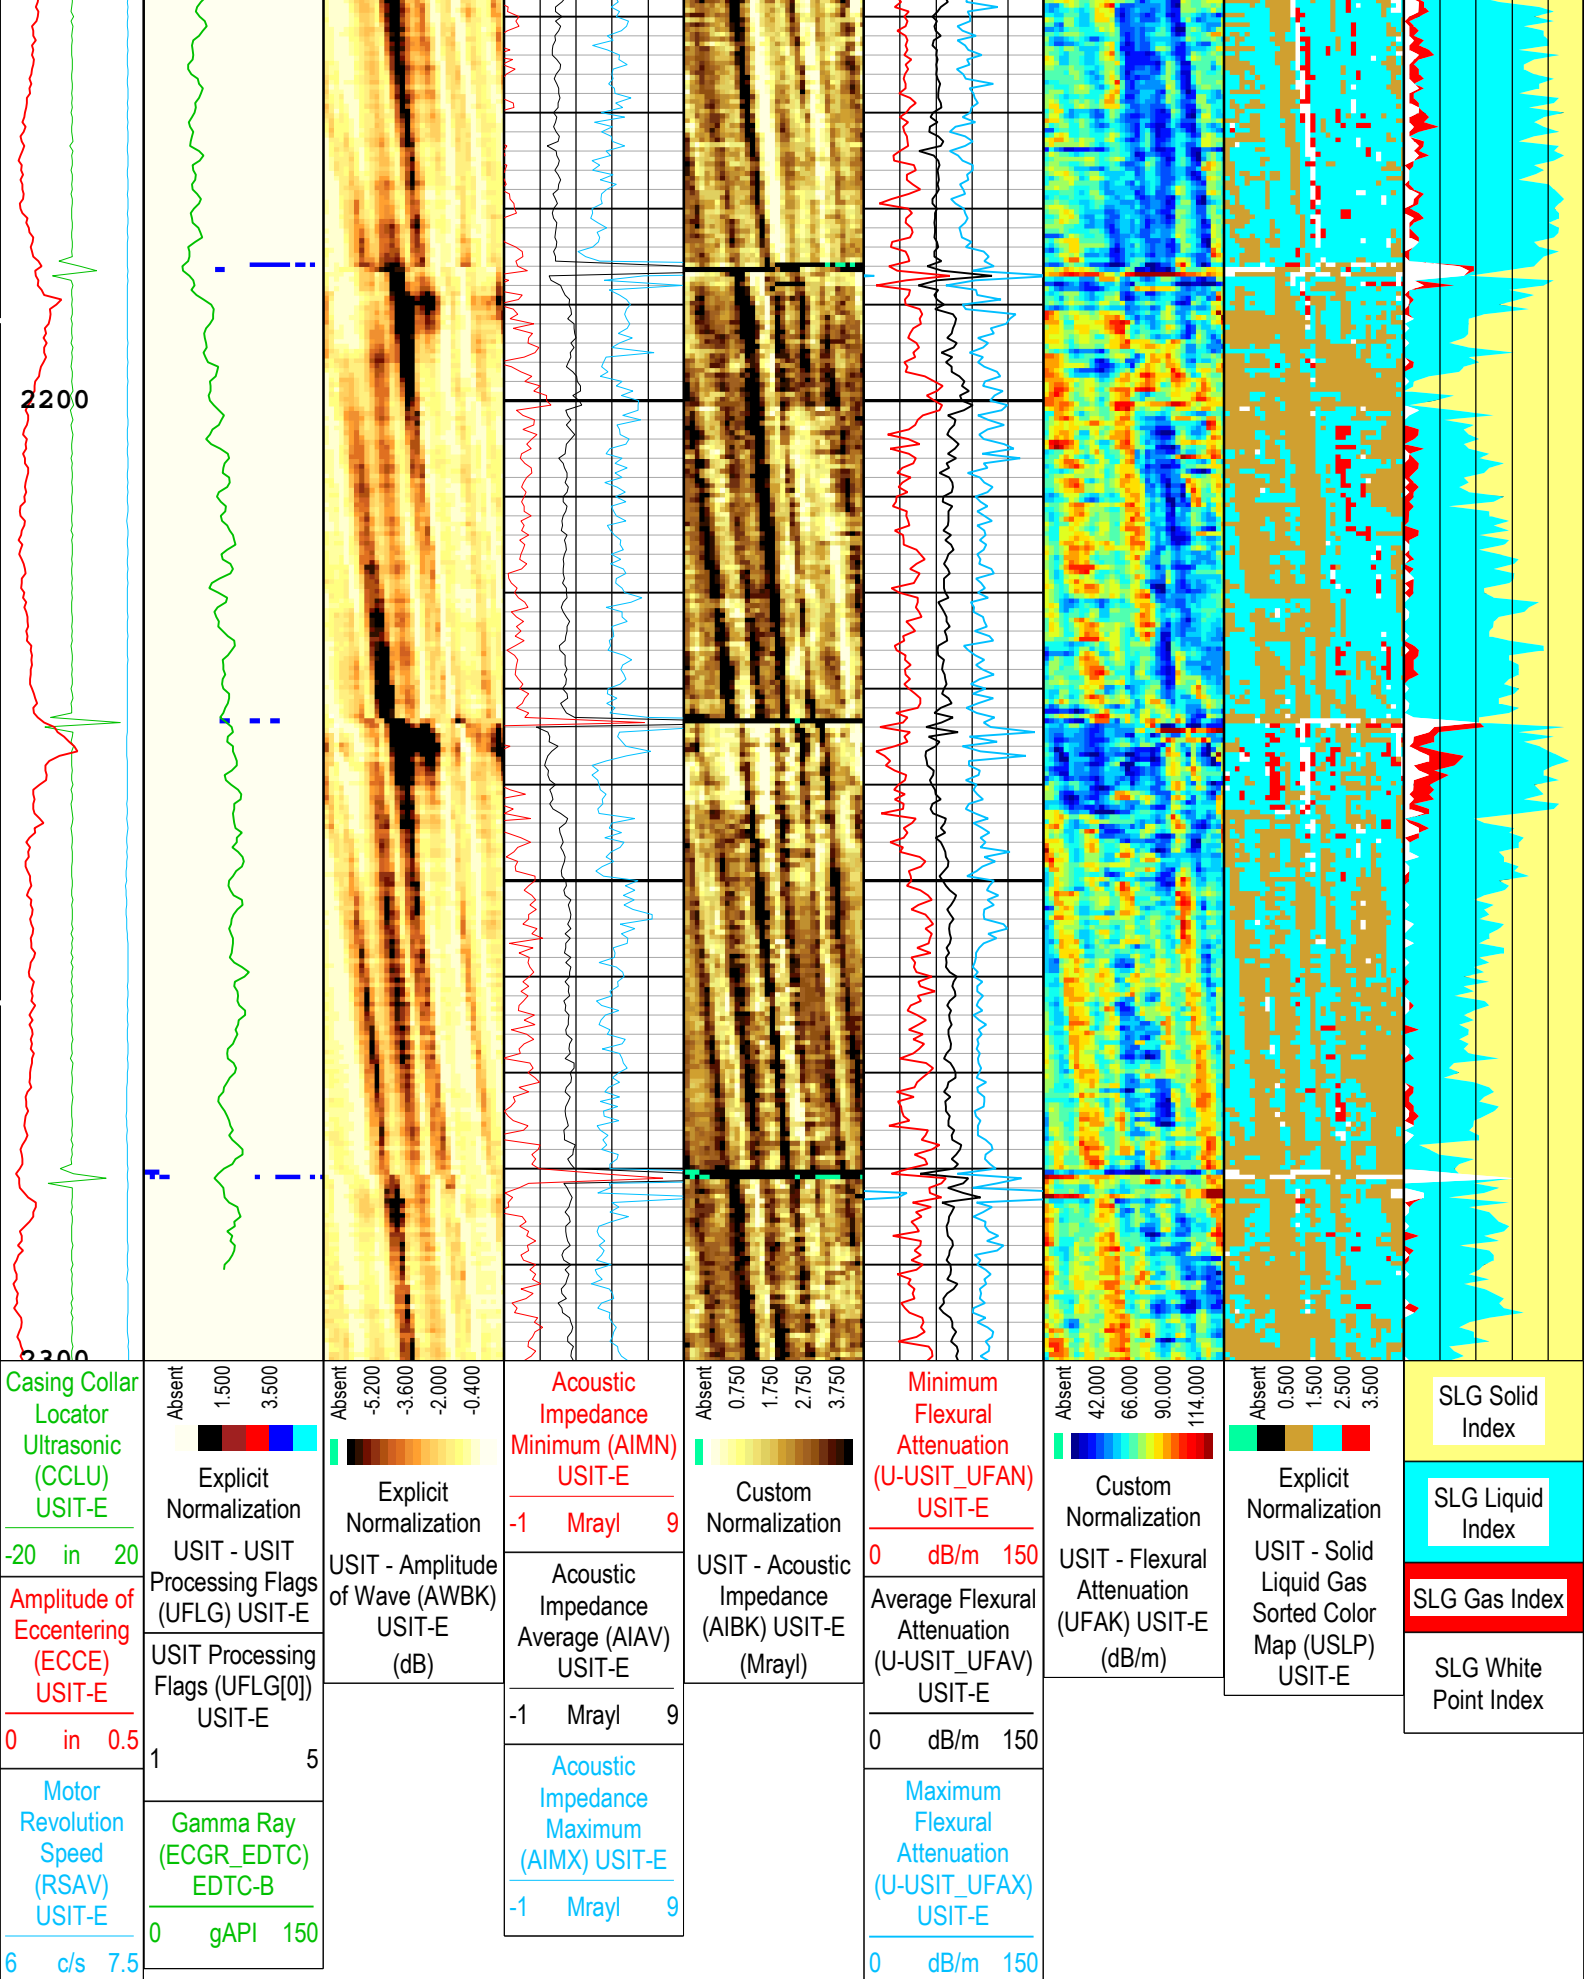 2200
2300
Casing Collar
Locator
Ultrasonic
(CCLU)
USIT-E
-20 in 20
Amplitude of
Eccentering
(ECCE)
USIT-E
0 in 0.5
Motor
Revolution
Speed
(RSAV)
USIT-E
6 c/s 7.5
Absent
1.500
3.500
Explicit
Normalization
USIT - USIT
Processing Flags
(UFLG) USIT-E
USIT Processing
Flags (UFLG[0])
USIT-E
1 5
Gamma Ray
(ECGR_EDTC)
EDTC-B
0 gAPI 150
Absent
-5.200
-3.600
-2.000
-0.400
Explicit
Normalization
USIT - Amplitude
of Wave (AWBK)
USIT-E
(dB)
Acoustic
Impedance
Minimum (AIMN)
USIT-E
-1 Mrayl 9
Acoustic
Impedance
Average (AIAV)
USIT-E
-1 Mrayl 9
Acoustic
Impedance
Maximum
(AIMX) USIT-E
-1 Mrayl 9
Absent
0.750
1.750
2.750
3.750
Custom
Normalization
USIT - Acoustic
Impedance
(AIBK) USIT-E
(Mrayl)
Minimum
Flexural
Attenuation
(U-USIT_UFAN)
USIT-E
0 dB/m 150
Average Flexural
Attenuation
(U-USIT_UFAV)
USIT-E
0 dB/m 150
Maximum
Flexural
Attenuation
(U-USIT_UFAX)
USIT-E
0 dB/m 150
Absent
42.000
66.000
90.000
114.000
Custom
Normalization
USIT - Flexural
Attenuation
(UFAK) USIT-E
(dB/m)
Absent
0.500
1.500
2.500
3.500
Explicit
Normalization
USIT - Solid
Liquid Gas
Sorted Color
Map (USLP)
USIT-E
SLG Solid
Index
SLG Liquid
Index
SLG Gas Index
SLG White
Point Index